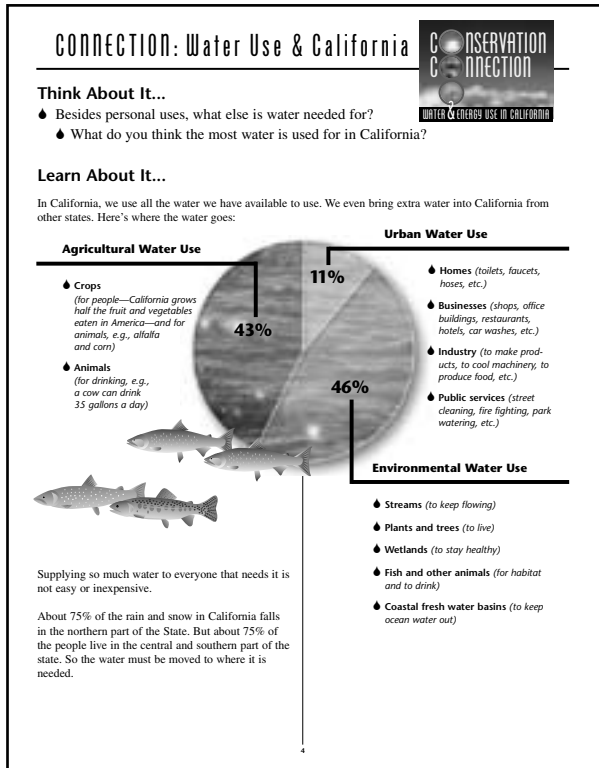 CONNECTION: Water Use & California
CONSERVATION
CONNECTION
WATER & ENERGY USE IN CALIFORNIA
Think About It...
Besides personal uses, what else is water needed for?
What do you think the most water is used for in California?
Learn About It...
In California, we use all the water we have available to use. We even bring extra water into California from
other states. Here's where the water goes:
Agricultural Water Use
Crops
(for people—California grows
half the fruit and vegetables
eaten in America—and for
animals, e.g., alfalfa
and corn)
Animals
(for drinking, e.g.,
a cow can drink
35 gallons a day)
43%
11%
46%
Urban Water Use
Homes (toilets, faucets,
hoses, etc.)
Businesses (shops, office
buildings, restaurants,
hotels, car washes, etc.)
Industry (to make prod-
ucts, to cool machinery, to
produce food, etc.)
Public services (street
cleaning, fire fighting, park
watering, etc.)
Environmental Water Use
Streams (to keep flowing)
Plants and trees (to live)
Wetlands (to stay healthy)
Fish and other animals (for habitat
and to drink)
Coastal fresh water basins (to keep
ocean water out)
Supplying so much water to everyone that needs it is
not easy or inexpensive.
About 75% of the rain and snow in California falls
in the northern part of the State. But about 75% of
the people live in the central and southern part of the
state. So the water must be moved to where it is
needed.
4